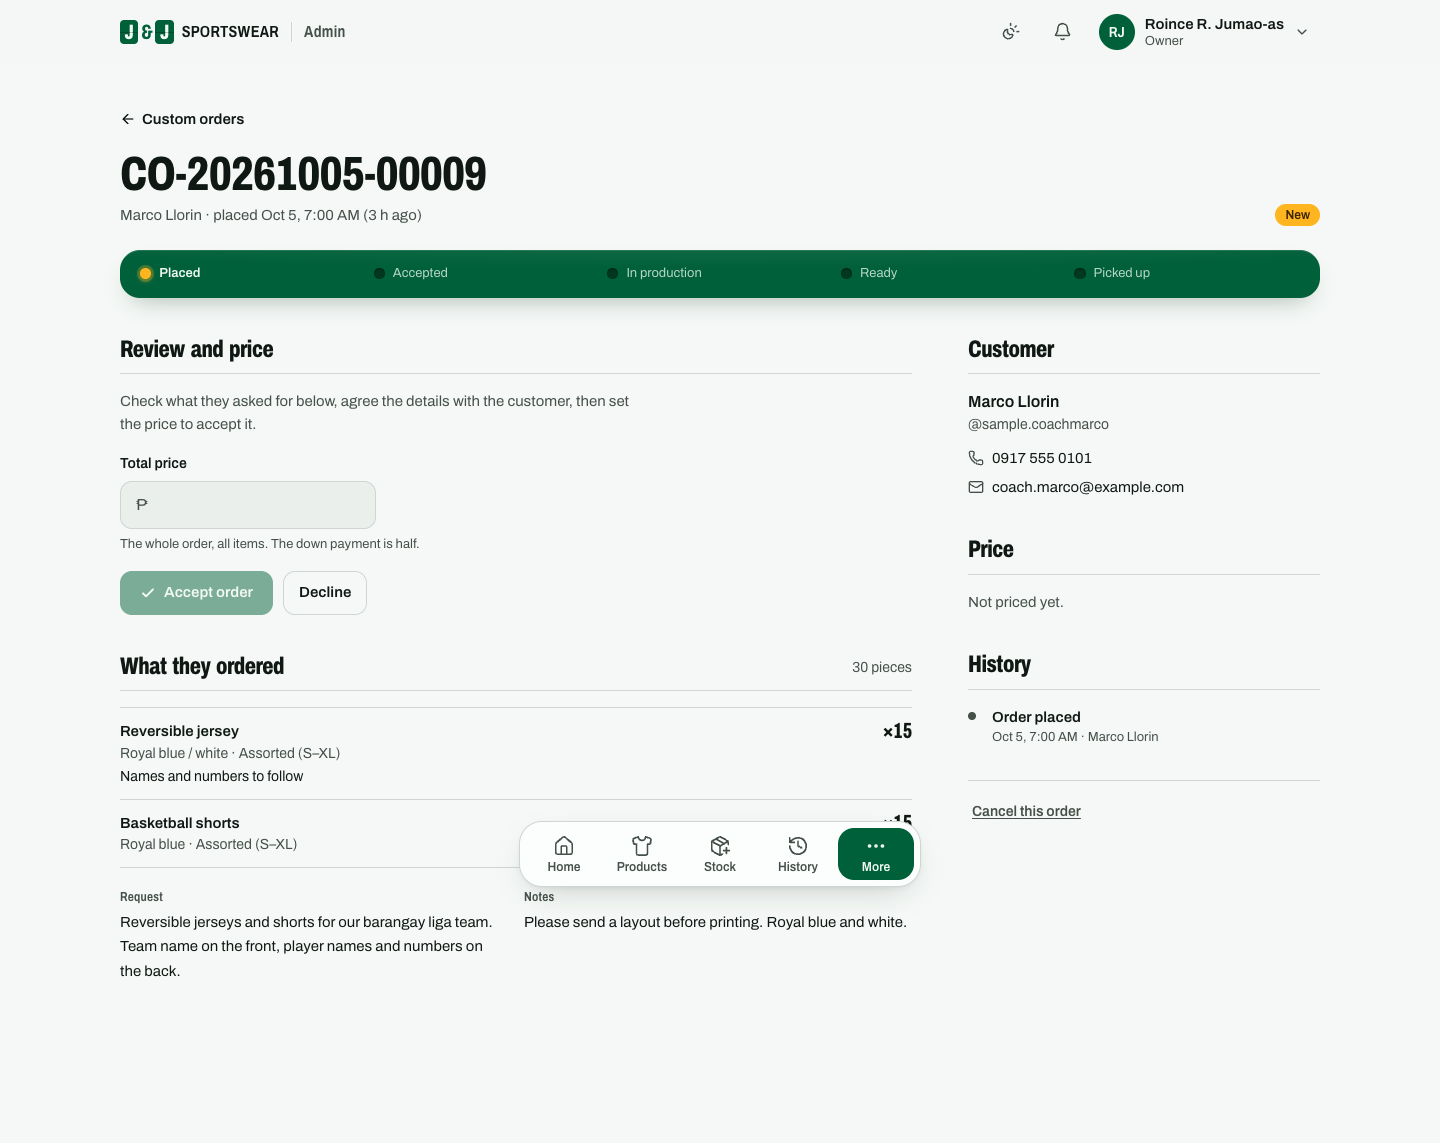 J & J SPORTSWEAR Admin
RJ
Roince R. Jumao-as
Owner
Custom orders
CO-20261005-00009
Marco Llorin · placed Oct 5, 7:00 AM (3 h ago)
New
Placed
Accepted
In production
Ready
Picked up
Review and price
Check what they asked for below, agree the details with the customer, then set
the price to accept it.
Total price
₱
The whole order, all items. The down payment is half.
Accept order
Decline
What they ordered
30 pieces
Reversible jersey
×15
Royal blue / white · Assorted (S–XL)
Names and numbers to follow
Basketball shorts
×15
Royal blue · Assorted (S–XL)
Request
Reversible jerseys and shorts for our barangay liga team.
Team name on the front, player names and numbers on
the back.
Notes
Please send a layout before printing. Royal blue and white.
Customer
Marco Llorin
@sample.coachmarco
0917 555 0101
coach.marco@example.com
Price
Not priced yet.
History
Order placed
Oct 5, 7:00 AM · Marco Llorin
Cancel this order
Home
Products
Stock
History
More